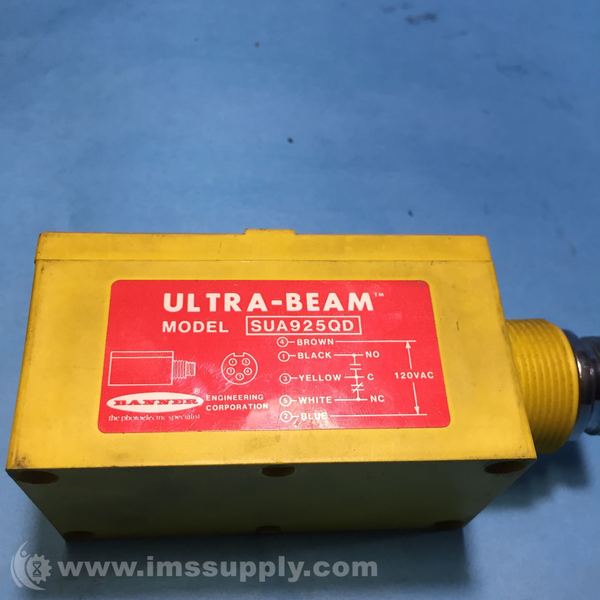 ULTRA-BEAM™
MODEL SUA925QD
④ BROWN
① BLACK NO
③ YELLOW C 120VAC
⑤ WHITE NC
② BLUE
BANNER ENGINEERING CORPORATION
the photoelectric specialist
www.imssupply.com